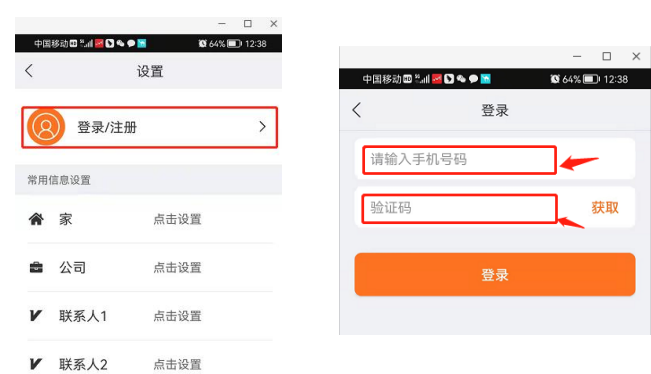 中国移动 64% 12:38
设置
登录/注册
常用信息设置
家 点击设置
公司 点击设置
联系人1 点击设置
联系人2 点击设置
中国移动 64% 12:38
登录
请输入手机号码
验证码 获取
登录